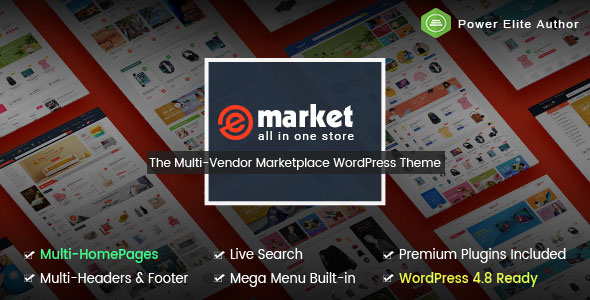 Power Elite Author
e market
all in one store
The Multi-Vendor Marketplace WordPress Theme
Multi-HomePages
Live Search
Premium Plugins Included
Multi-Headers & Footer
Mega Menu Built-in
WordPress 4.8 Ready